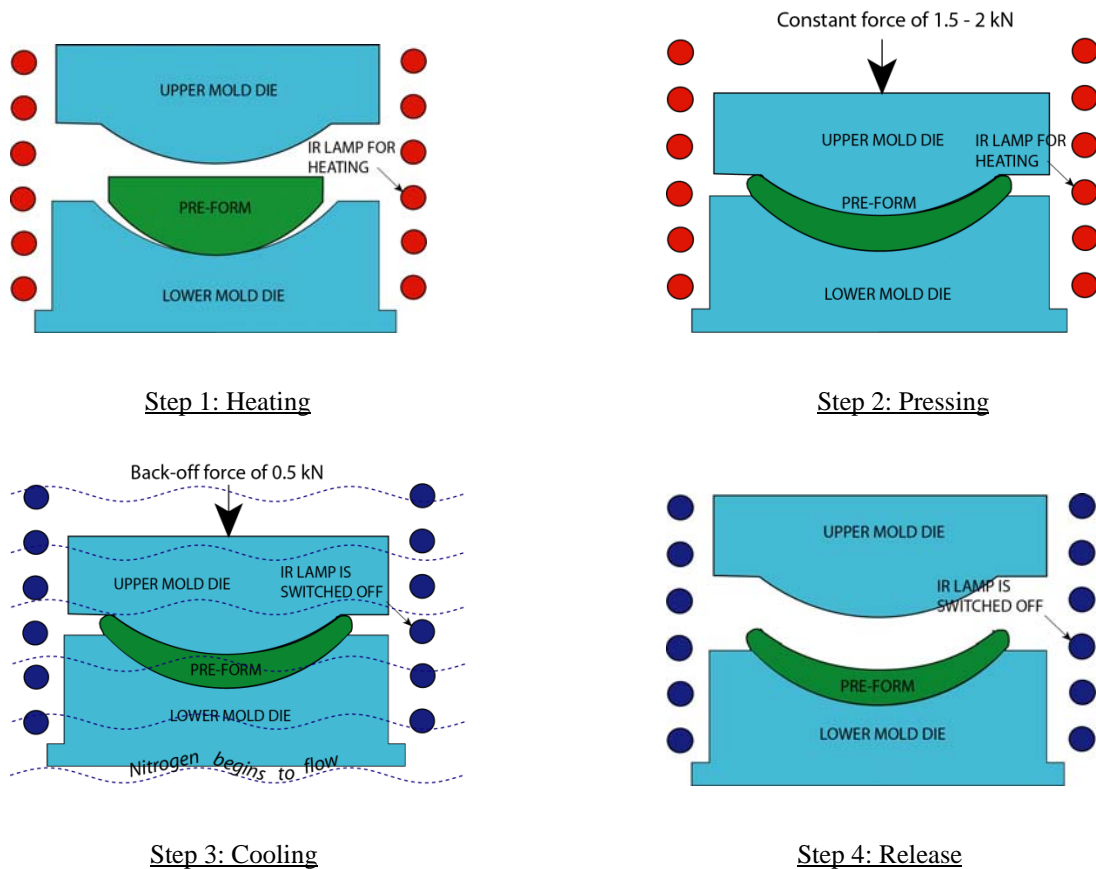 UPPER MOLD DIE
IR LAMP FOR
HEATING
PRE-FORM
LOWER MOLD DIE
Step 1: Heating
Constant force of 1.5 - 2 kN
UPPER MOLD DIE
IR LAMP FOR
HEATING
PRE-FORM
LOWER MOLD DIE
Step 2: Pressing
Back-off force of 0.5 kN
UPPER MOLD DIE
IR LAMP IS
SWITCHED OFF
PRE-FORM
LOWER MOLD DIE
Nitrogen begins to flow
Step 3: Cooling
UPPER MOLD DIE
IR LAMP IS
SWITCHED OFF
PRE-FORM
LOWER MOLD DIE
Step 4: Release